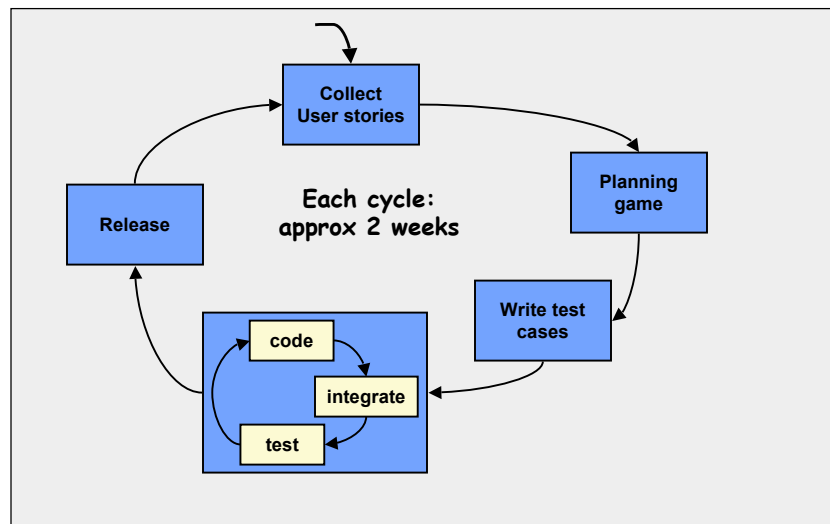 Collect
User stories
Planning
game
Each cycle:
approx 2 weeks
Release
Write test
cases
code
integrate
test